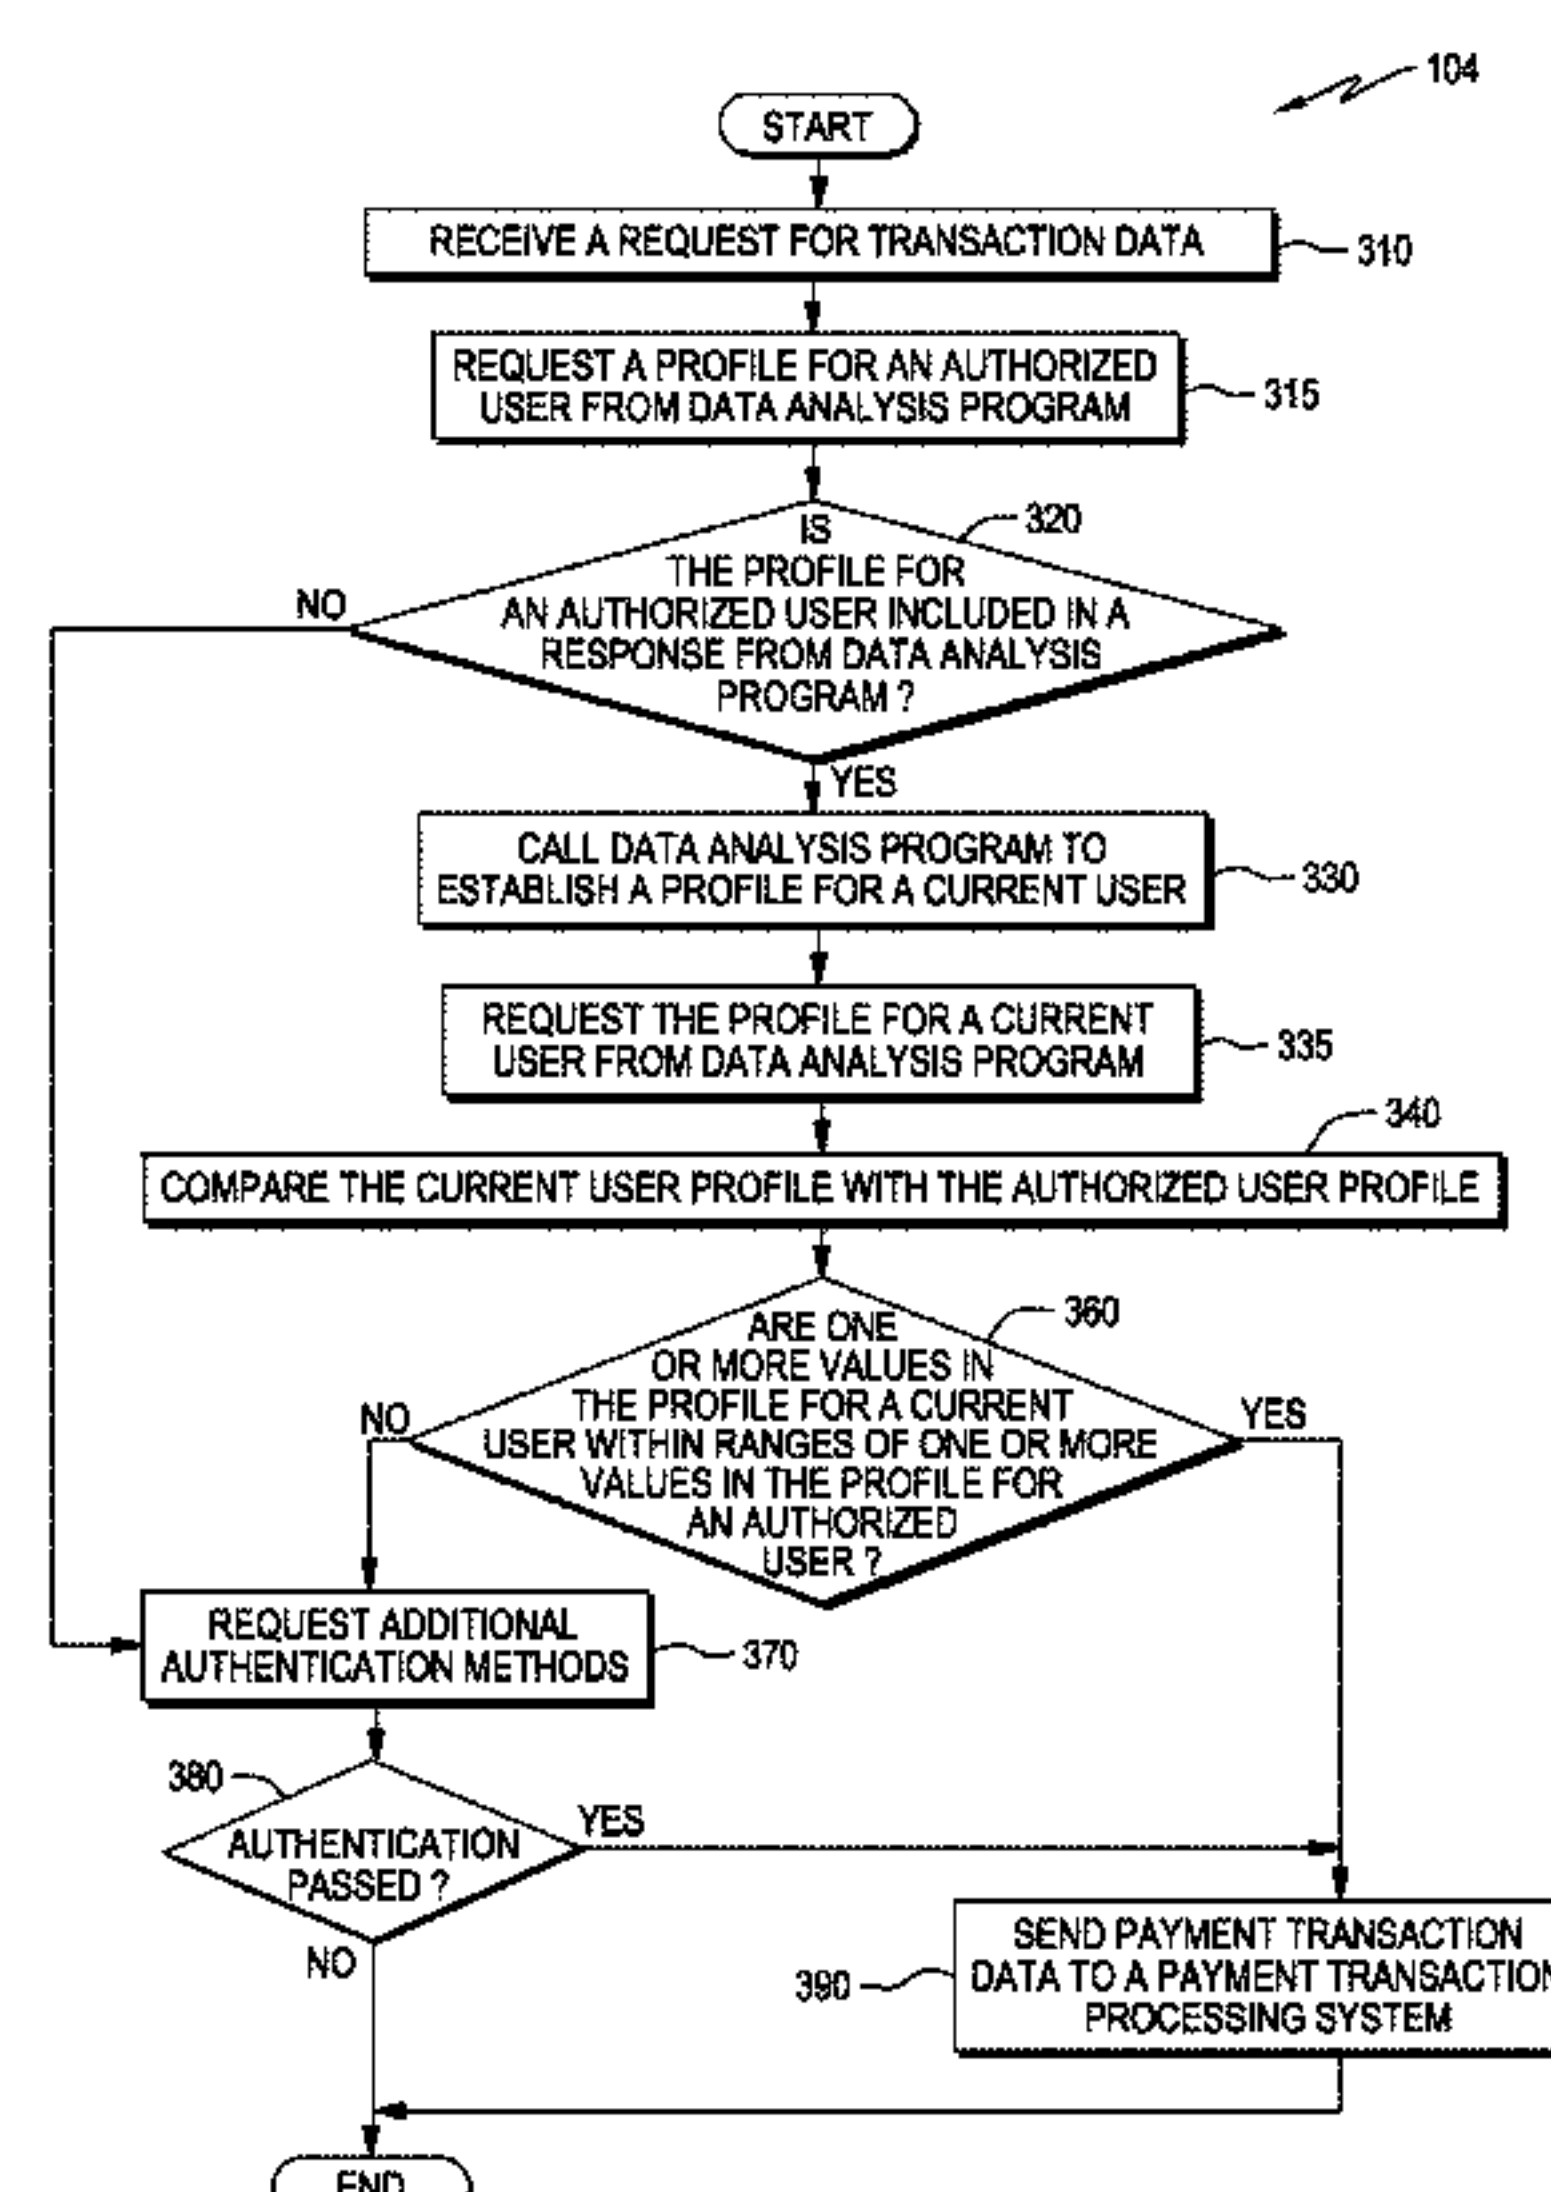 104
START
RECEIVE A REQUEST FOR TRANSACTION DATA
310
REQUEST A PROFILE FOR AN AUTHORIZED
USER FROM DATA ANALYSIS PROGRAM
315
320
IS
THE PROFILE FOR
AN AUTHORIZED USER INCLUDED IN A
RESPONSE FROM DATA ANALYSIS
PROGRAM ?
NO
YES
CALL DATA ANALYSIS PROGRAM TO
ESTABLISH A PROFILE FOR A CURRENT USER
330
REQUEST THE PROFILE FOR A CURRENT
USER FROM DATA ANALYSIS PROGRAM
335
340
COMPARE THE CURRENT USER PROFILE WITH THE AUTHORIZED USER PROFILE
360
ARE ONE
OR MORE VALUES IN
THE PROFILE FOR A CURRENT
USER WITHIN RANGES OF ONE OR MORE
VALUES IN THE PROFILE FOR
AN AUTHORIZED
USER ?
NO
YES
REQUEST ADDITIONAL
AUTHENTICATION METHODS
370
380
AUTHENTICATION
PASSED ?
YES
NO
SEND PAYMENT TRANSACTION
DATA TO A PAYMENT TRANSACTION
PROCESSING SYSTEM
390
END